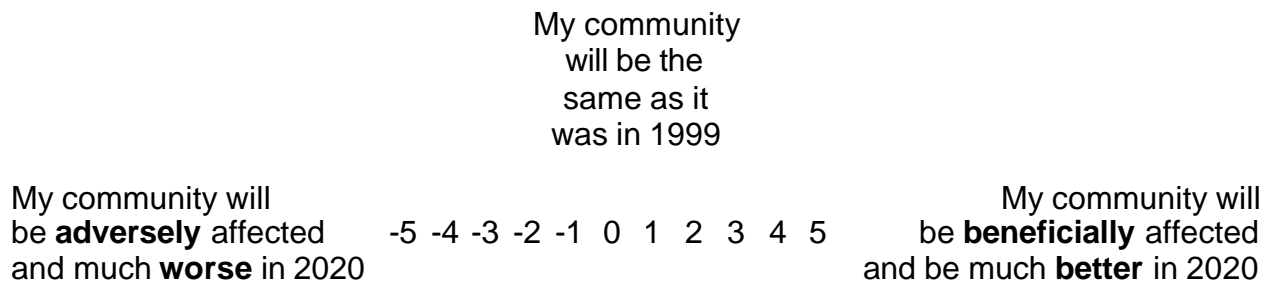 My community
will be the
same as it
was in 1999
My community will
be adversely affected
and much worse in 2020
-5 -4 -3 -2 -1 0 1 2 3 4 5
My community will
be beneficially affected
and be much better in 2020